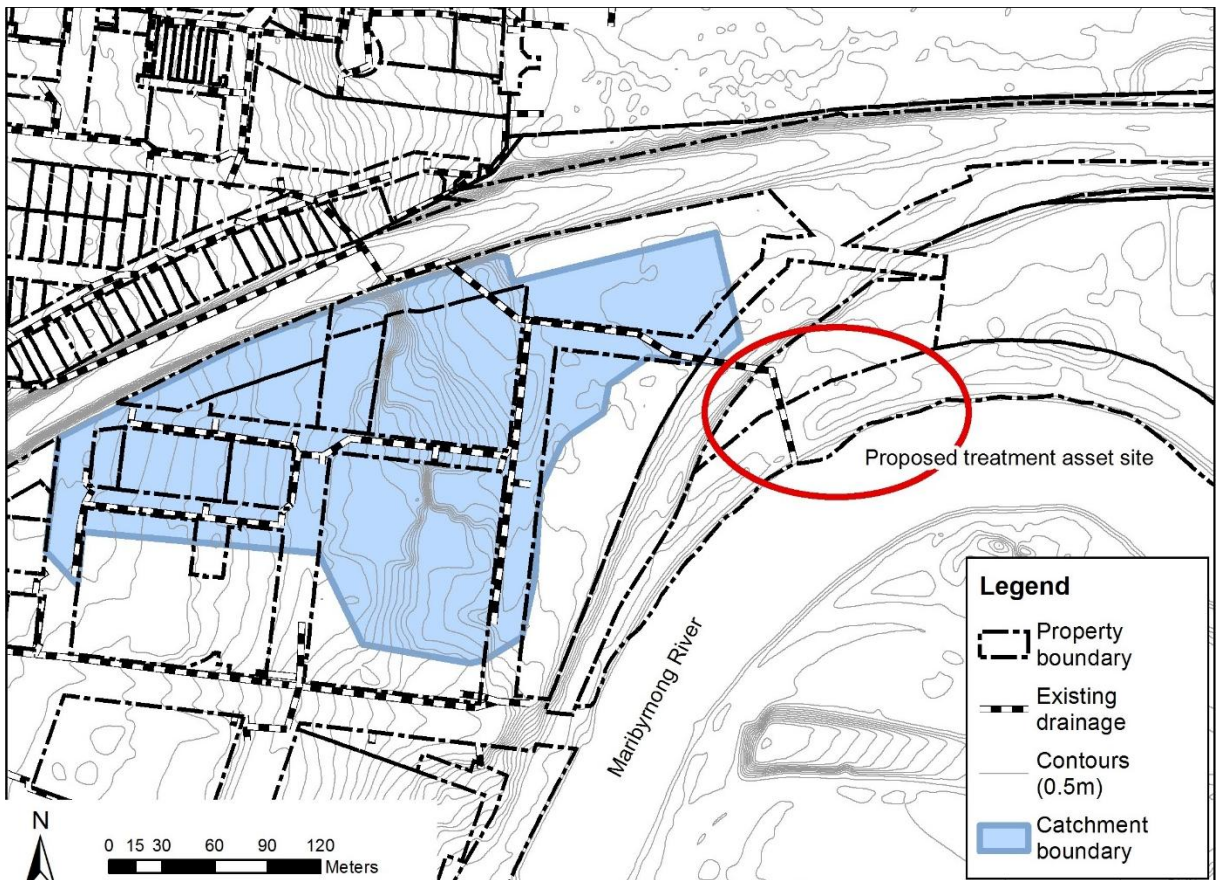 Proposed treatment asset site
Maribyrnong River
Legend
Property
boundary
Existing
drainage
Contours
(0.5m)
Catchment
boundary
N
0 15 30 60 90 120
Meters